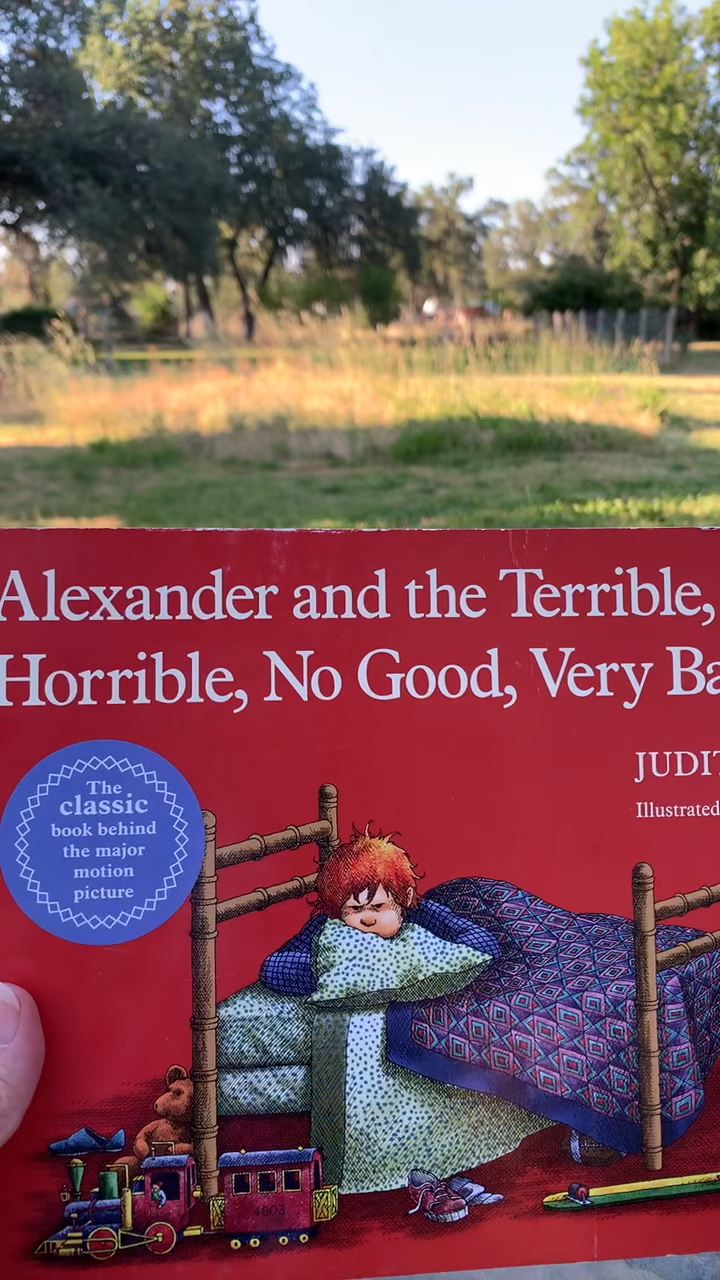 Alexander and the Terrible,
Horrible, No Good, Very Ba
JUDIT
Illustrated
The
classic
book behind
the major
motion
picture
4803